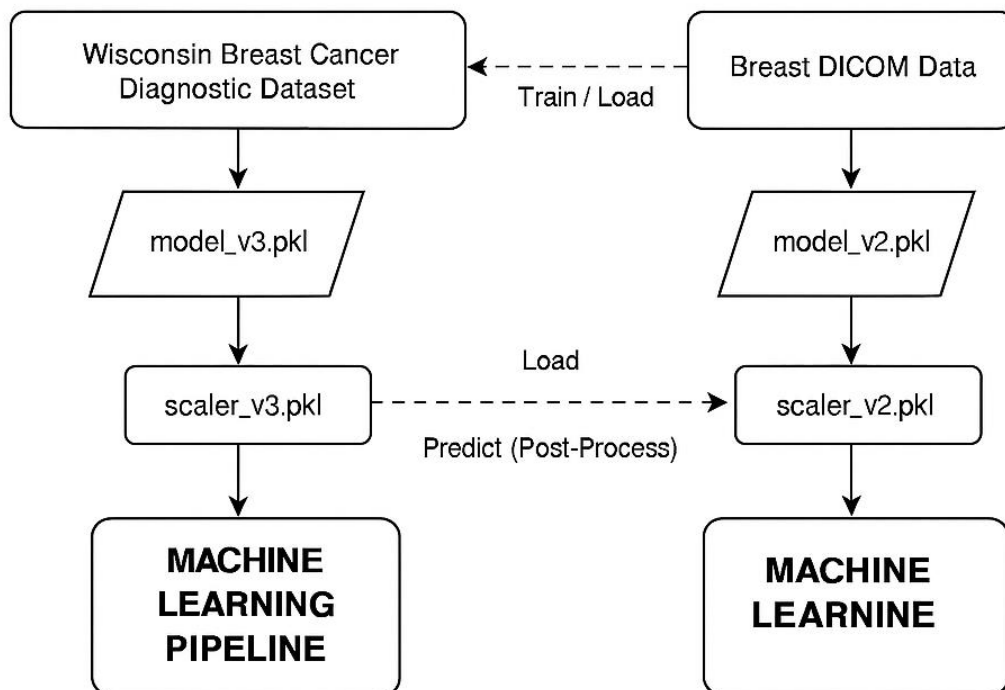 Wisconsin Breast Cancer
Diagnostic Dataset
Train / Load
Breast DICOM Data
model_v3.pkl
model_v2.pkl
scaler_v3.pkl
Load
Predict (Post-Process)
scaler_v2.pkl
MACHINE
LEARNING
PIPELINE
MACHINE
LEARNINE